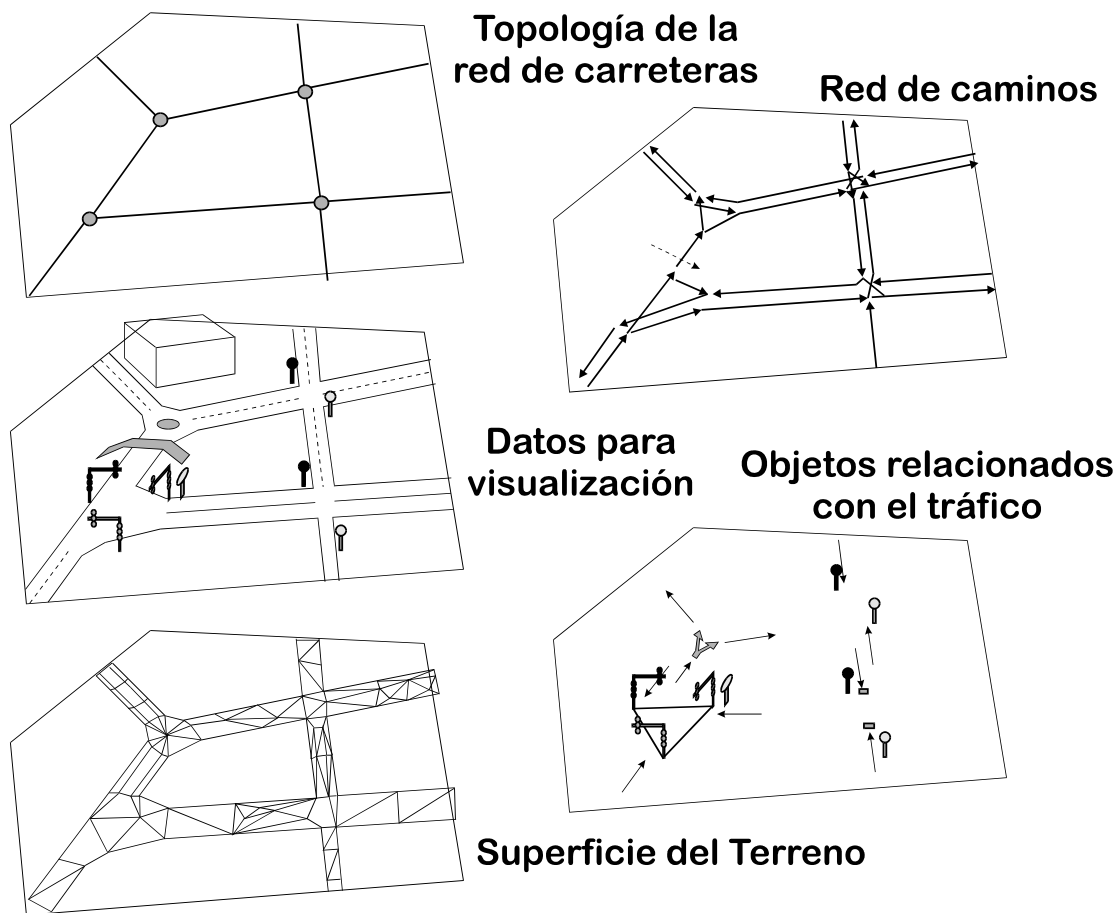 Topología de la
red de carreteras
Red de caminos
Datos para
visualización
Objetos relacionados
con el tráfico
Superficie del Terreno